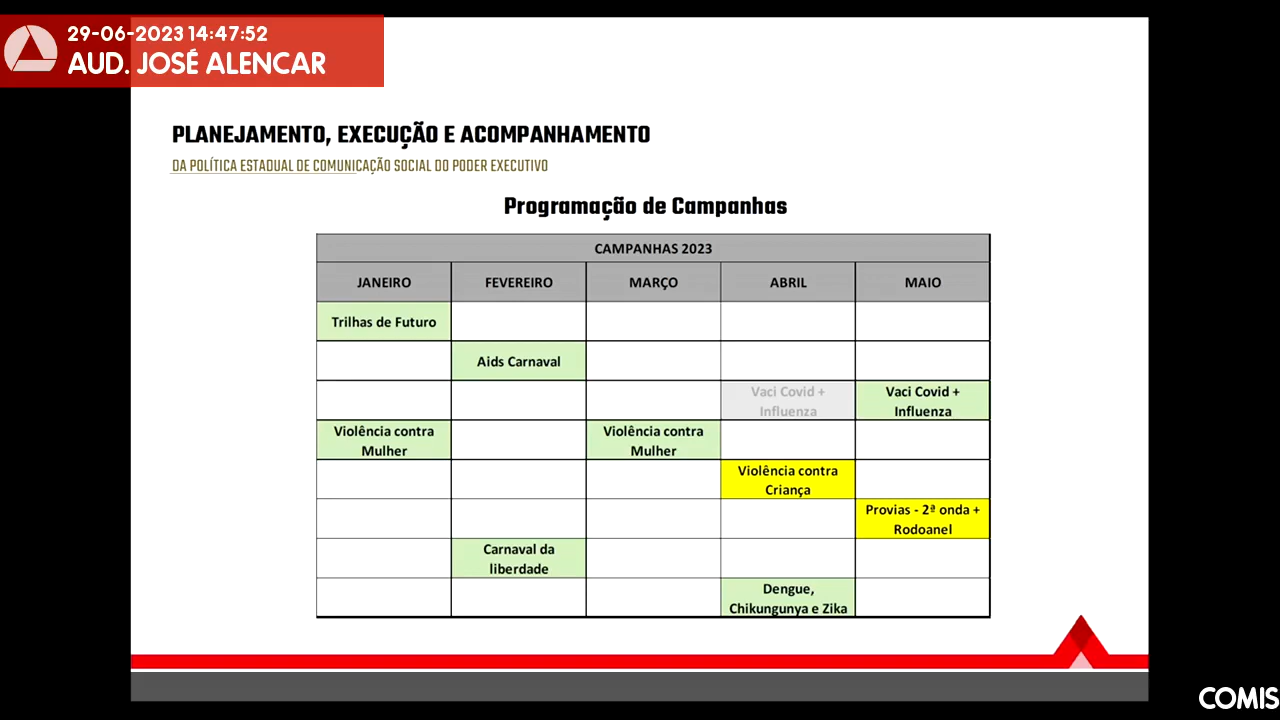 29-06-2023 14:47:52
AUD. JOSÉ ALENCAR
PLANEJAMENTO, EXECUÇÃO E ACOMPANHAMENTO
DA POLÍTICA ESTADUAL DE COMUNICAÇÃO SOCIAL DO PODER EXECUTIVO
Programação de Campanhas
CAMPANHAS 2023
JANEIRO FEVEREIRO MARÇO ABRIL MAIO
Trilhas de Futuro
Aids Carnaval
Vaci Covid + Vaci Covid +
Influenza Influenza
Violência contra Violência contra
Mulher Mulher
Violência contra
Criança
Provias - 2ª onda +
Rodoanel
Carnaval da
liberdade
Dengue,
Chikungunya e Zika
COMIS